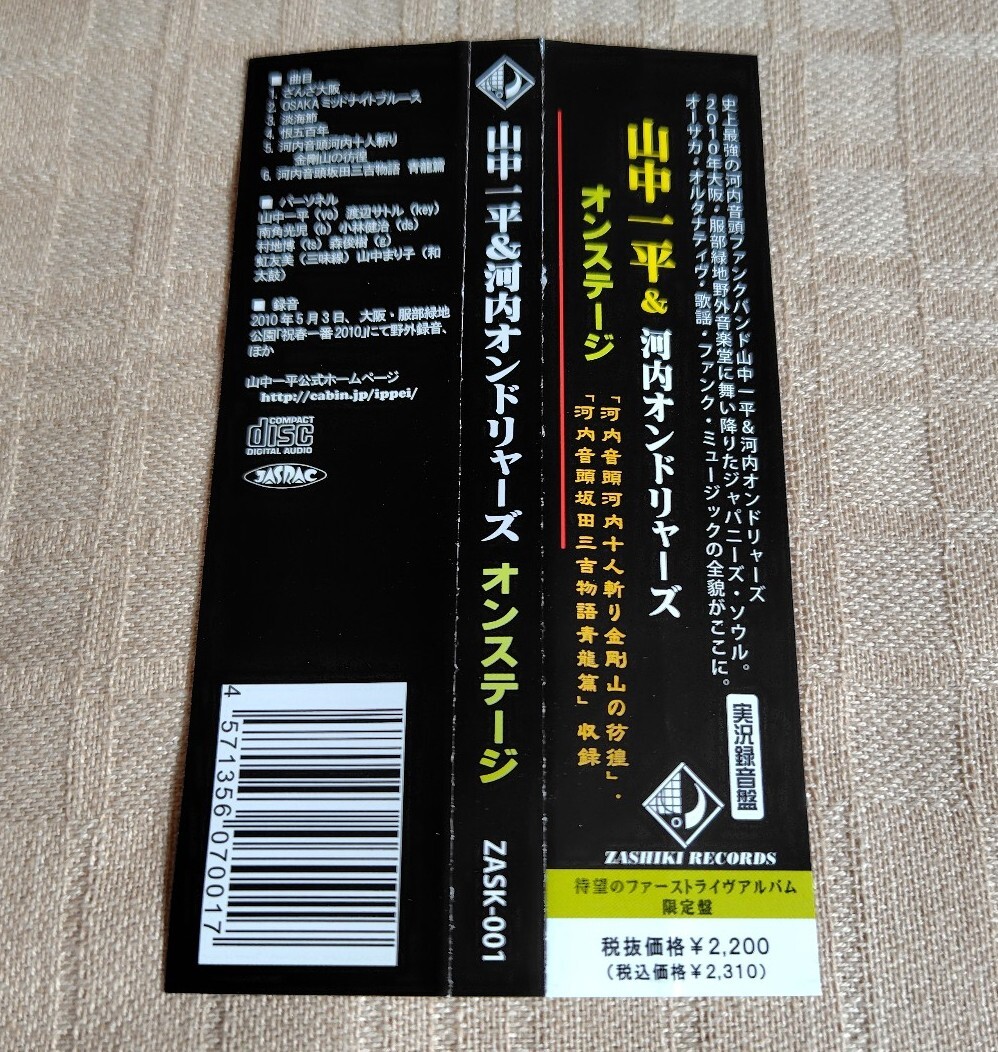 史上最強の河内音頭ファンクバンド山中一平&河内オンドリャーズ
2010年大阪・服部緑地野外音楽堂に舞い降りたジャパニーズ・ソウル。
オーサカ・オルタナティヴ・歌謡・ファンク・ミュージックの全貌がここに。
実況録音盤
山中一平& 河内オンドリャーズ
オンステージ
「河内音頭河内十人斬り金剛山の彷徨」・
「河内音頭坂田三吉物語青龍篇」 収録
ZASHIKI RECORDS
待望のファーストライヴアルバム
限定盤
税抜価格¥2,200
(税込価格¥2,310)
山中一平&河内オンドリャーズ オンステージ ZASK-001
■ 曲目
1. ざんざ大阪
2. OSAKAミッドナイトブルース
3. 淡海節
4. 恨五百年
5. 河内音頭河内十人斬り
金剛山の彷徨
6. 河内音頭坂田三吉物語 青龍篇
■ パーソネル
山中一平(vo) 渡辺サトル(key)
南角光児(b) 小林健治(ds)
村地博(ts) 森俊樹(g)
虹友美(三味線) 山中まり子(和
太鼓)
■ 録音
2010年5月3日、大阪・服部緑地
公園「祝春一番2010」にて野外録音、
ほか
山中一平公式ホームページ
http://cabin.jp/ippei/
COMPACT
disc
DIGITAL AUDIO
JASRAC
4 571356 070017